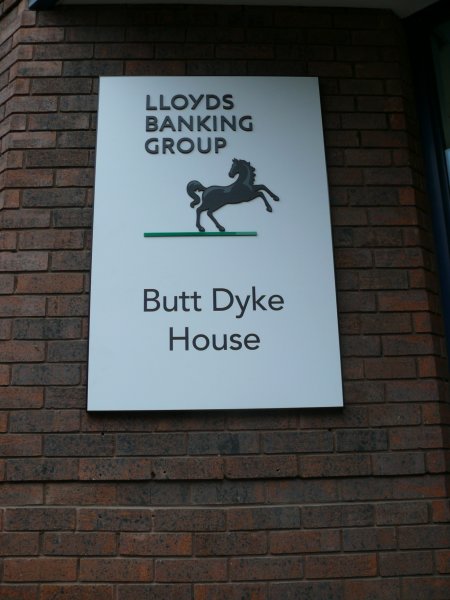 LLOYDS
BANKING
GROUP
Butt Dyke
House